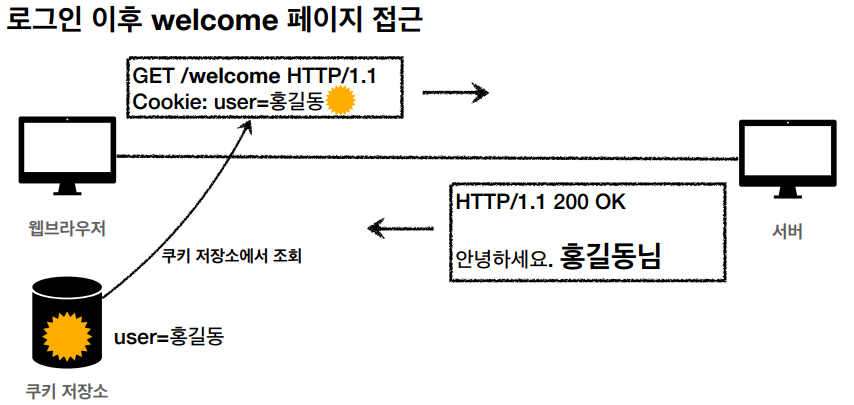 로그인 이후 welcome 페이지 접근
GET /welcome HTTP/1.1
Cookie: user=홍길동
웹브라우저
HTTP/1.1 200 OK
안녕하세요. 홍길동님
서버
쿠키 저장소에서 조회
user=홍길동
쿠키 저장소